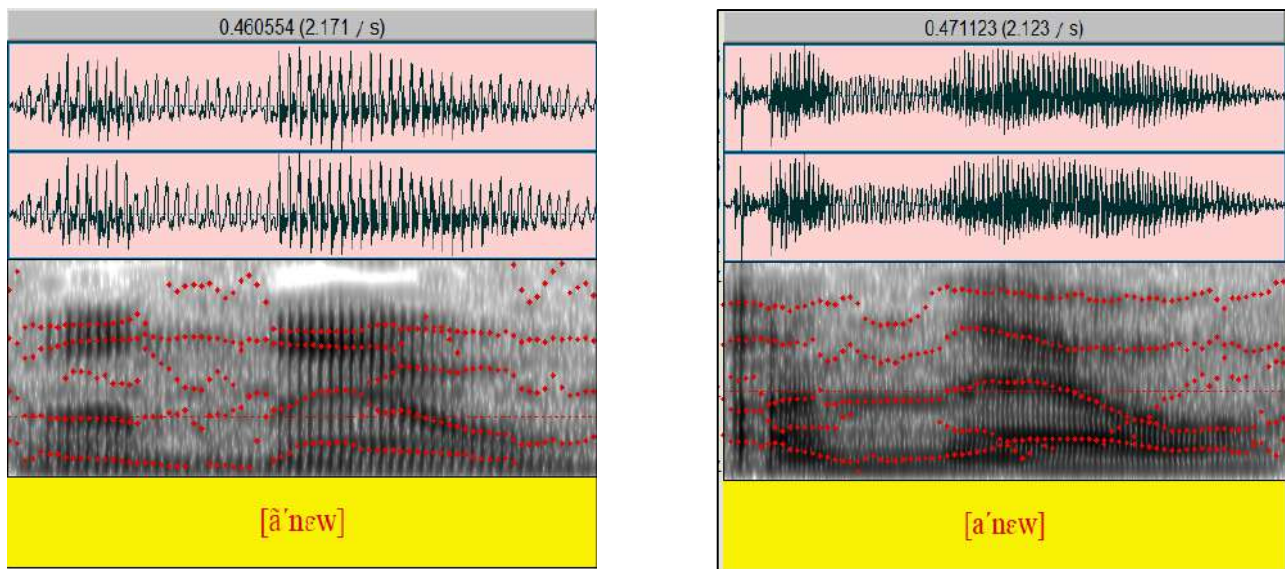 0.460554 (2.171 / s)
[ã´nɛw]
0.471123 (2.123 / s)
[a´nɛw]